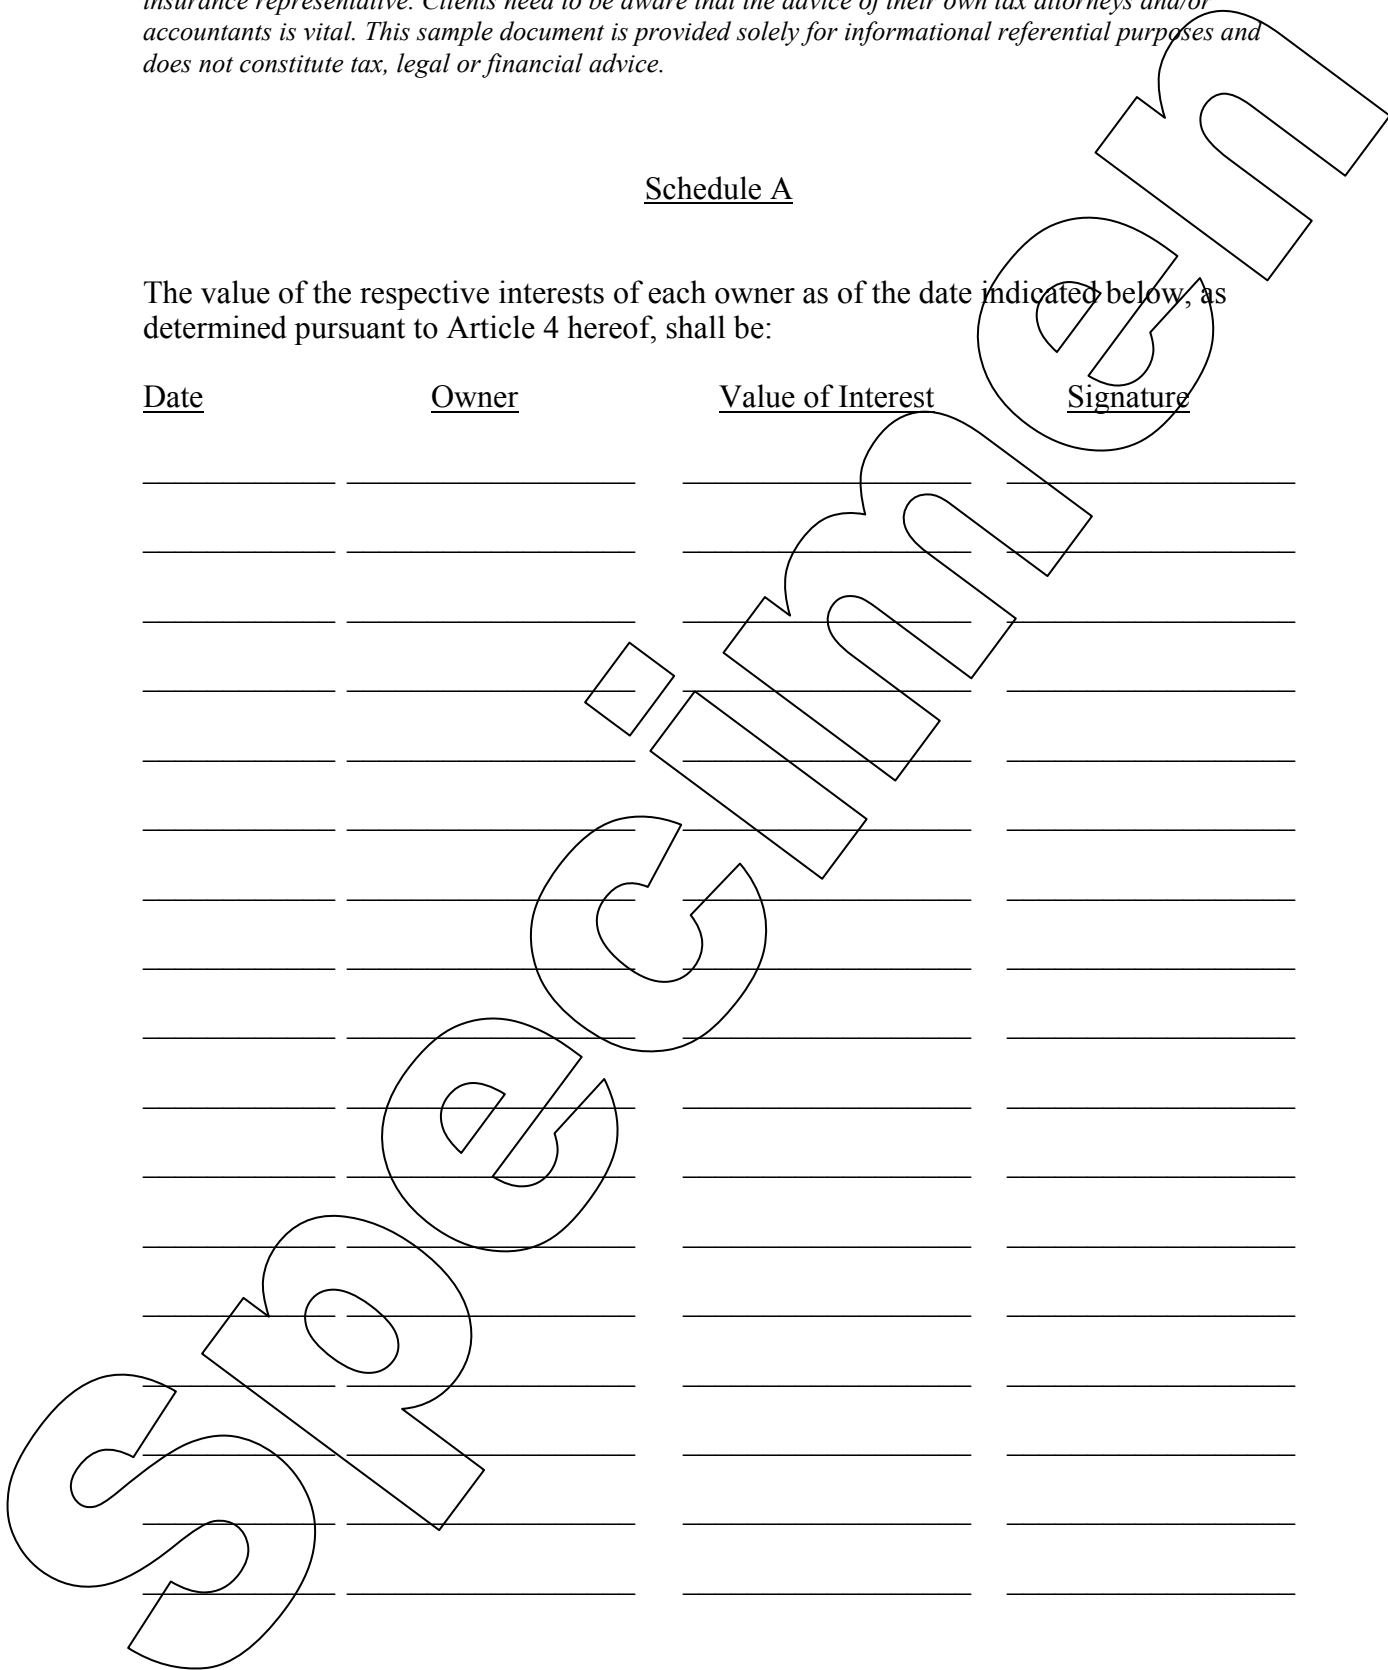 insurance representative. Clients need to be aware that the advice of their own tax attorneys and/or
accountants is vital. This sample document is provided solely for informational referential purposes and
does not constitute tax, legal or financial advice.
Schedule A
The value of the respective interests of each owner as of the date indicated below, as
determined pursuant to Article 4 hereof, shall be:
Date Owner Value of Interest Signature
Specimen